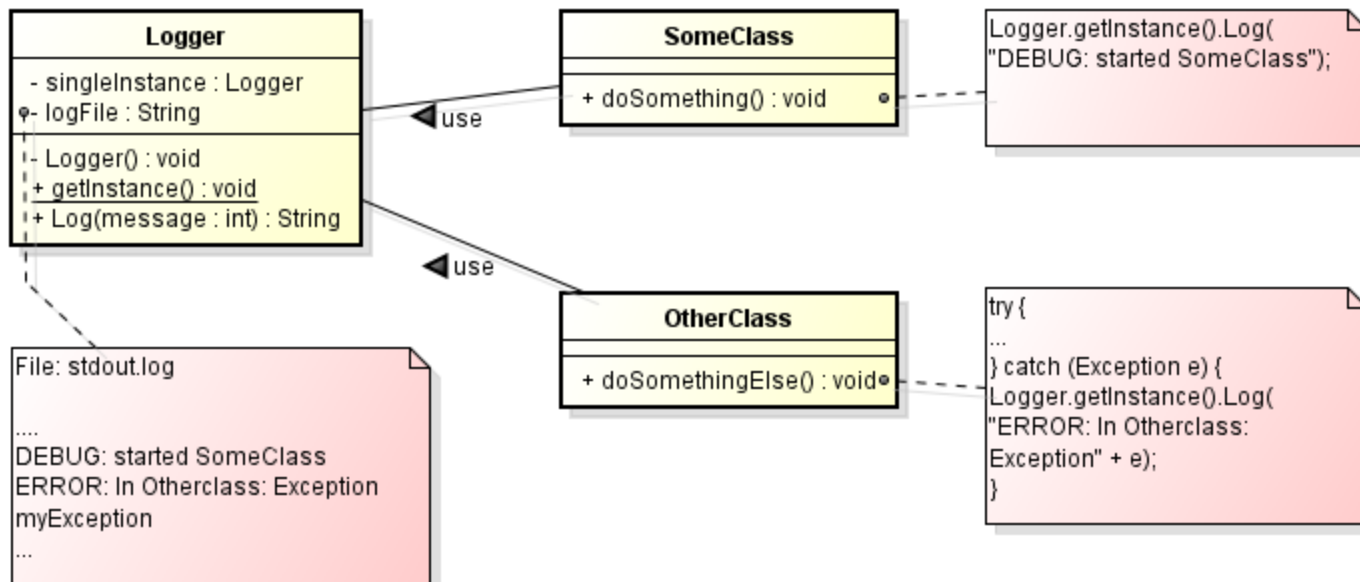 Logger
- singleInstance : Logger
- logFile : String
- Logger() : void
+ getInstance() : void
+ Log(message : int) : String
use
use
SomeClass
+ doSomething() : void
Logger.getInstance().Log(
"DEBUG: started SomeClass");
OtherClass
+ doSomethingElse() : void
try {
...
} catch (Exception e) {
Logger.getInstance().Log(
"ERROR: In Otherclass:
Exception" + e);
}
File: stdout.log
....
DEBUG: started SomeClass
ERROR: In Otherclass: Exception
myException
...